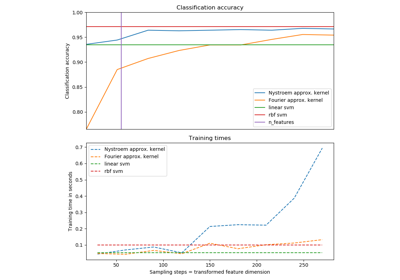 Classification accuracy
1.00
0.95
0.90
0.85
0.80
Classification accuracy
Nystroem approx. kernel
Fourier approx. kernel
linear svm
rbf svm
n_features
Training times
0.7
0.6
0.5
0.4
0.3
0.2
0.1
Training time in seconds
Nystroem approx. kernel
Fourier approx. kernel
linear svm
rbf svm
50 100 150 200 250
Sampling steps = transformed feature dimension